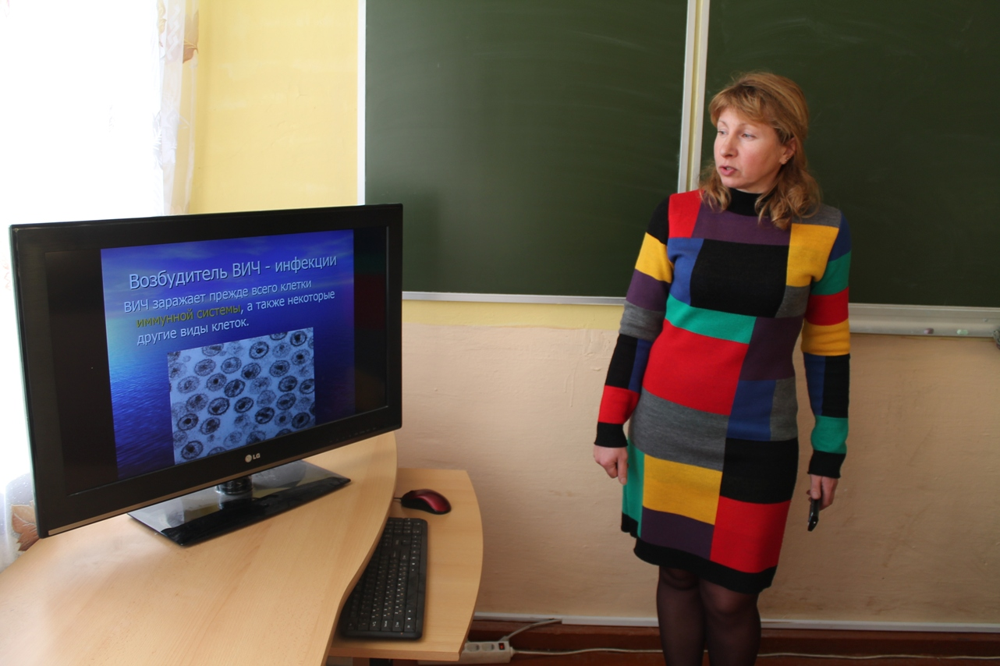 Возбудитель ВИЧ - инфекции
ВИЧ заражает прежде всего клетки
иммунной системы, а также некоторые
другие виды клеток.
LG